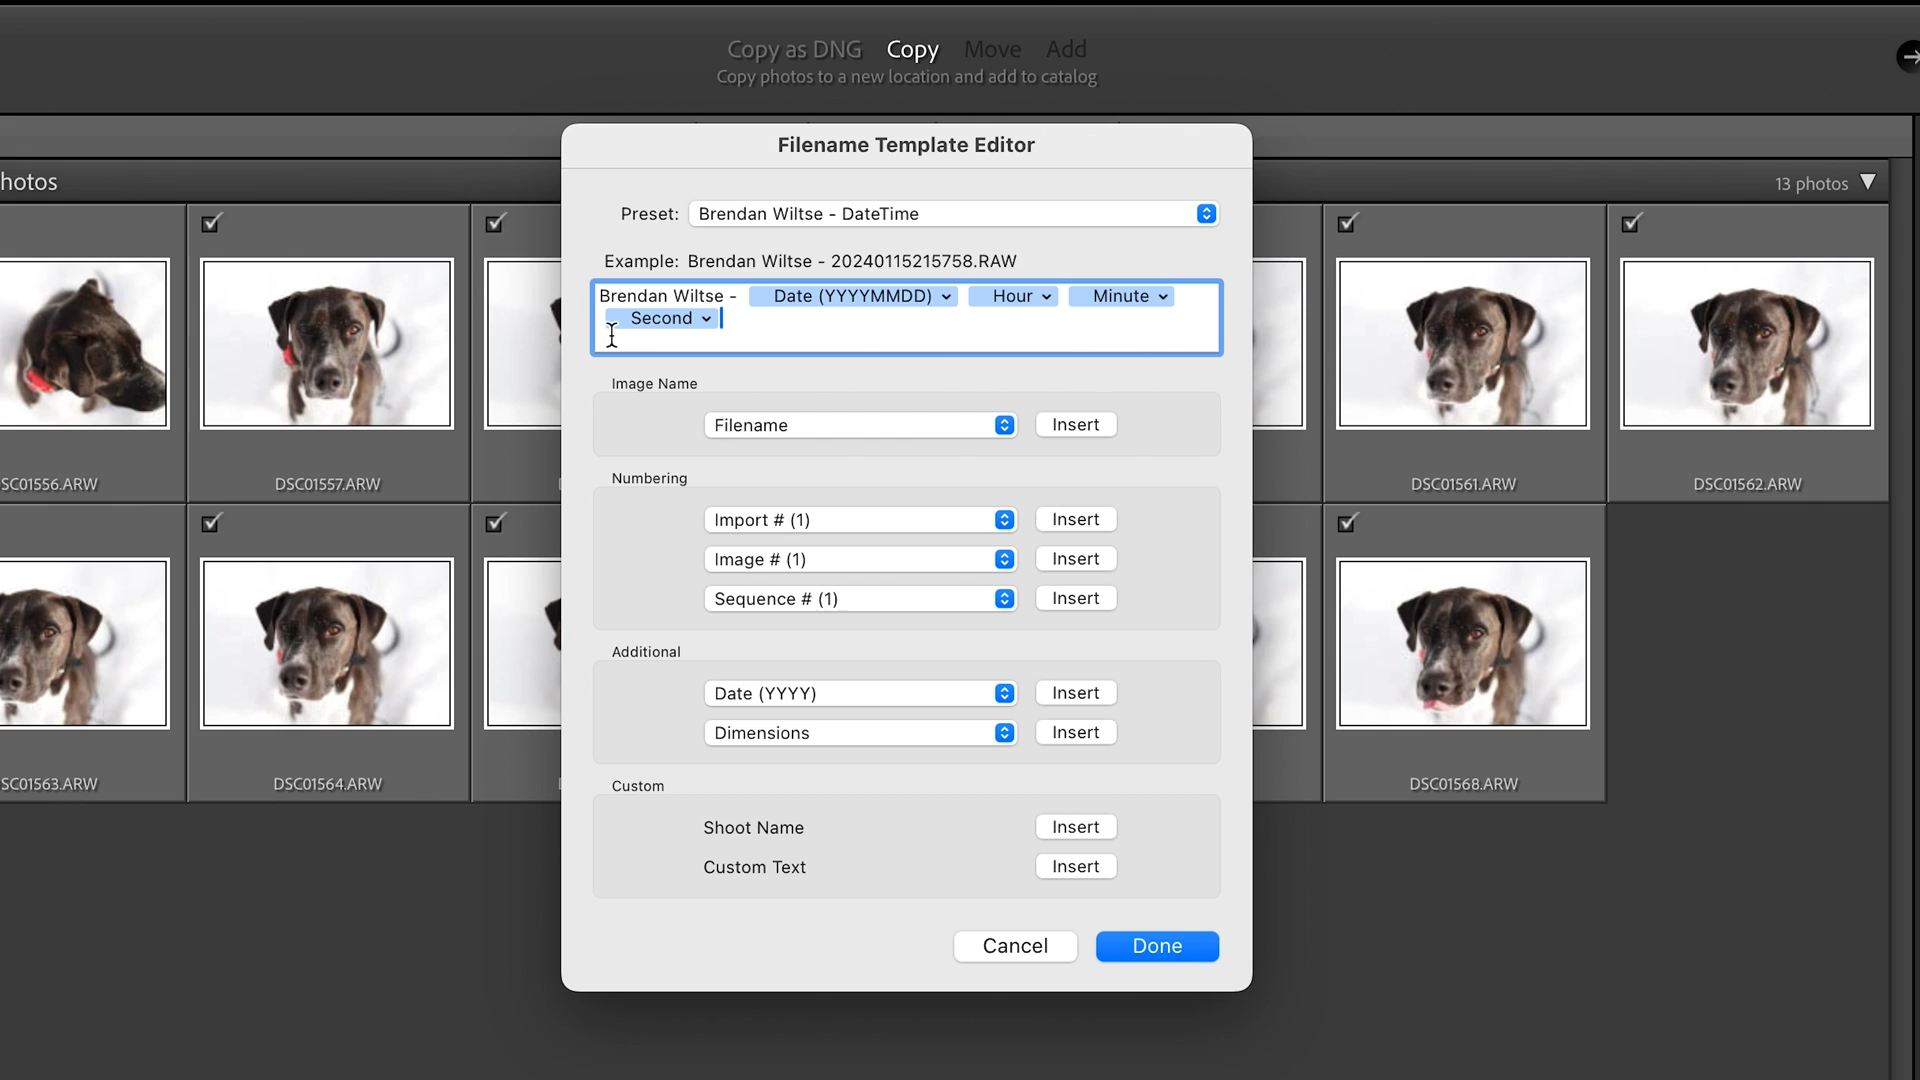 Copy as DNG Copy Move Add
Copy photos to a new location and add to catalog
hotos
13 photos
Filename Template Editor
Preset: Brendan Wiltse - DateTime
Example: Brendan Wiltse - 20240115215758.RAW
Brendan Wiltse - Date (YYYYMMDD) Hour Minute
Second
Image Name
Filename Insert
Numbering
Import # (1) Insert
Image # (1) Insert
Sequence # (1) Insert
Additional
Date (YYYY) Insert
Dimensions Insert
Custom
Shoot Name Insert
Custom Text Insert
Cancel Done
SC01556.ARW DSC01557.ARW DSC01561.ARW DSC01562.ARW
SC01563.ARW DSC01564.ARW DSC01568.ARW